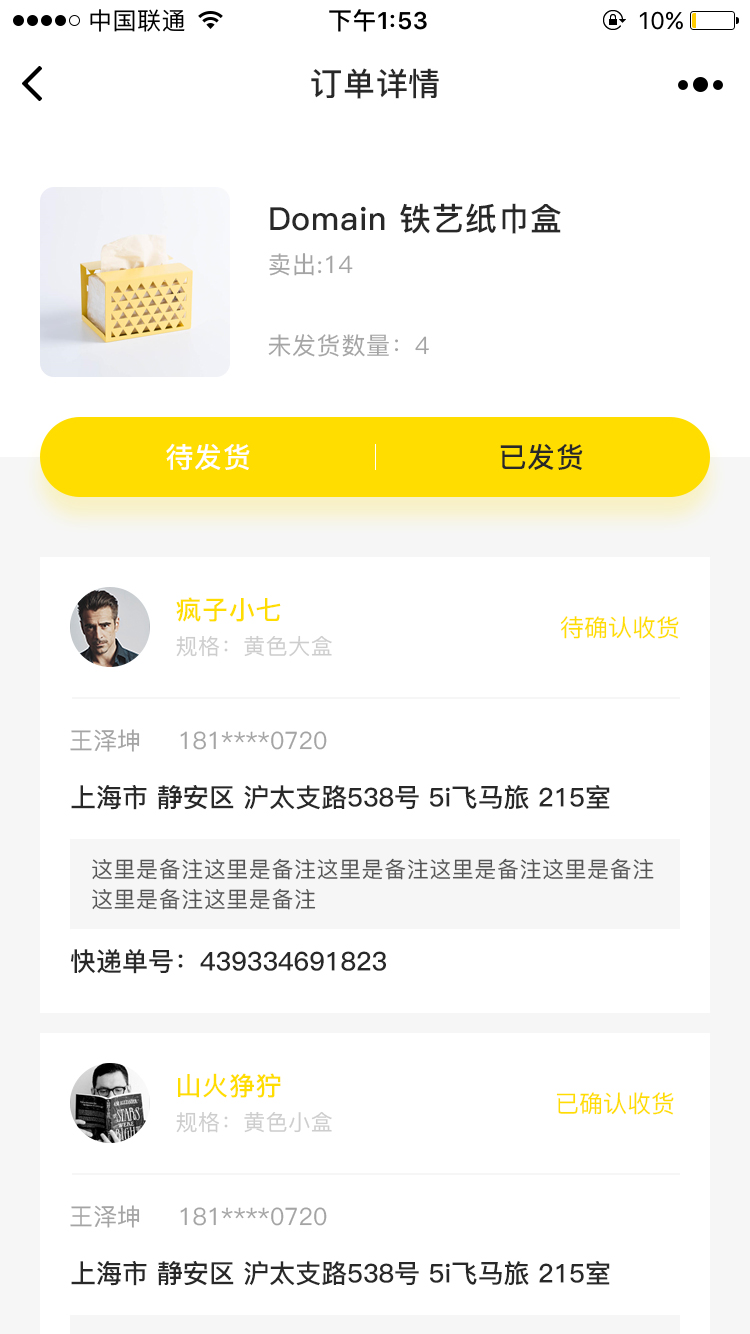 中国联通
下午1:53
10%
订单详情
Domain 铁艺纸巾盒
卖出:14
未发货数量：4
待发货
已发货
疯子小七
规格：黄色大盒
待确认收货
王泽坤 181****0720
上海市 静安区 沪太支路538号 5i飞马旅 215室
这里是备注这里是备注这里是备注这里是备注这里是备注
这里是备注这里是备注
快递单号：439334691823
山火狰狞
规格：黄色小盒
已确认收货
STARS
王泽坤 181****0720
上海市 静安区 沪太支路538号 5i飞马旅 215室